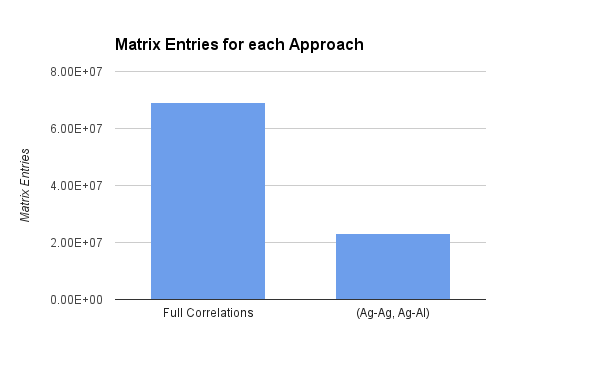 Matrix Entries for each Approach
8.00E+07
6.00E+07
4.00E+07
2.00E+07
0.00E+00
Matrix Entries
Full Correlations
(Ag-Ag, Ag-Al)